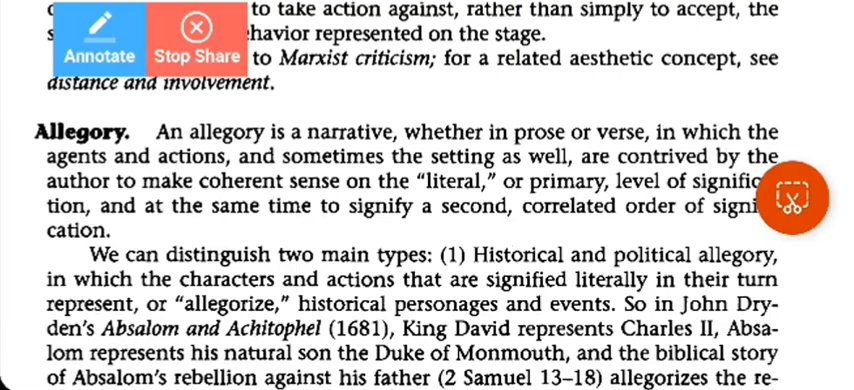 to take action against, rather than simply to accept, the
havior represented on the stage.
Annotate
Stop Share
to Marxist criticism; for a related aesthetic concept, see
distance and involvement.
Allegory. An allegory is a narrative, whether in prose or verse, in which the
agents and actions, and sometimes the setting as well, are contrived by the
author to make coherent sense on the “literal,” or primary, level of signific
tion, and at the same time to signify a second, correlated order of signi
cation.
We can distinguish two main types: (1) Historical and political allegory,
in which the characters and actions that are signified literally in their turn
represent, or “allegorize,” historical personages and events. So in John Dry-
den’s Absalom and Achitophel (1681), King David represents Charles II, Absa-
lom represents his natural son the Duke of Monmouth, and the biblical story
of Absalom’s rebellion against his father (2 Samuel 13–18) allegorizes the re-